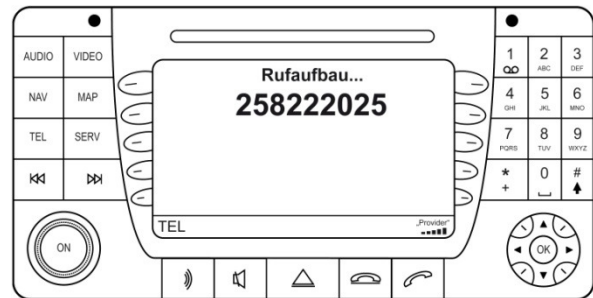 AUDIO VIDEO
NAV MAP
TEL SERV
ON
Rufaufbau...
258222025
TEL „Provider“
1 2 ABC 3 DEF
4 GHI 5 JKL 6 MNO
7 PQRS 8 TUV 9 WXYZ
* + 0 #
OK